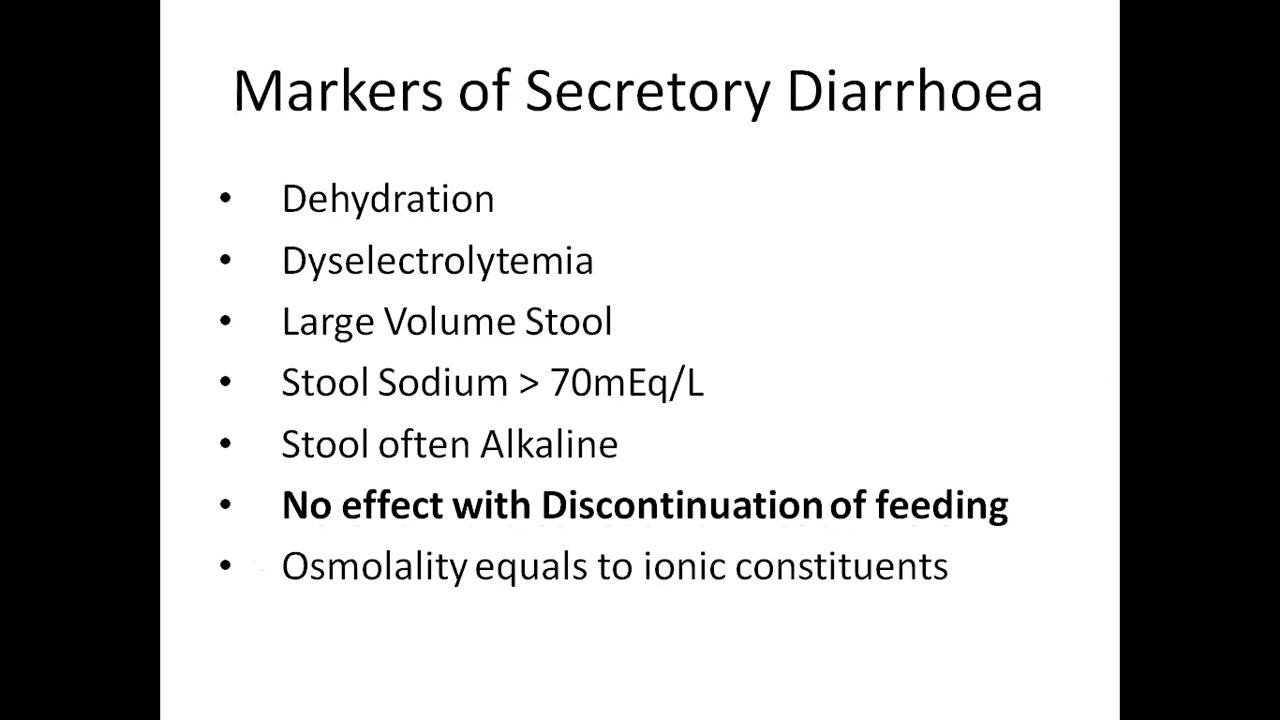 Markers of Secretory Diarrhoea
• Dehydration
• Dyselectrolytemia
• Large Volume Stool
• Stool Sodium > 70mEq/L
• Stool often Alkaline
• No effect with Discontinuation of feeding
• Osmolality equals to ionic constituents